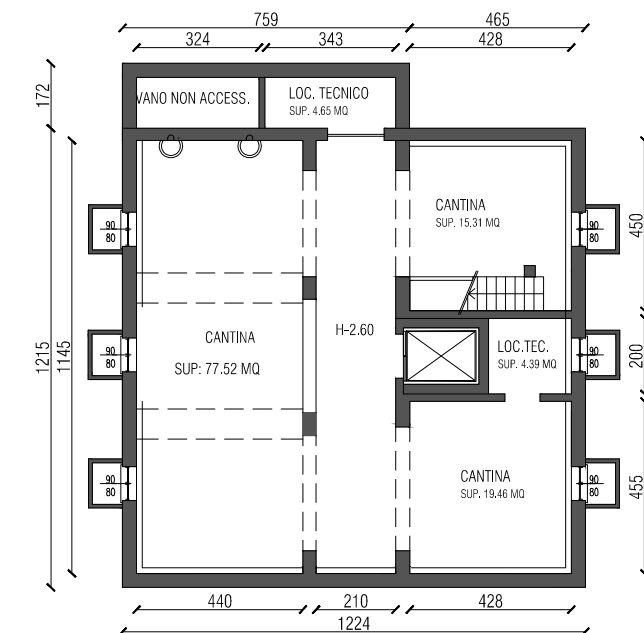 759
465
324
343
428
172
VANO NON ACCESS.
LOC. TECNICO
SUP. 4.65 MQ
1215
1145
90
80
CANTINA
SUP. 15.31 MQ
90
80
450
H-2.60
CANTINA
SUP: 77.52 MQ
90
80
LOC.TEC.
SUP. 4.39 MQ
90
80
200
CANTINA
SUP. 19.46 MQ
90
80
90
80
455
440
210
428
1224